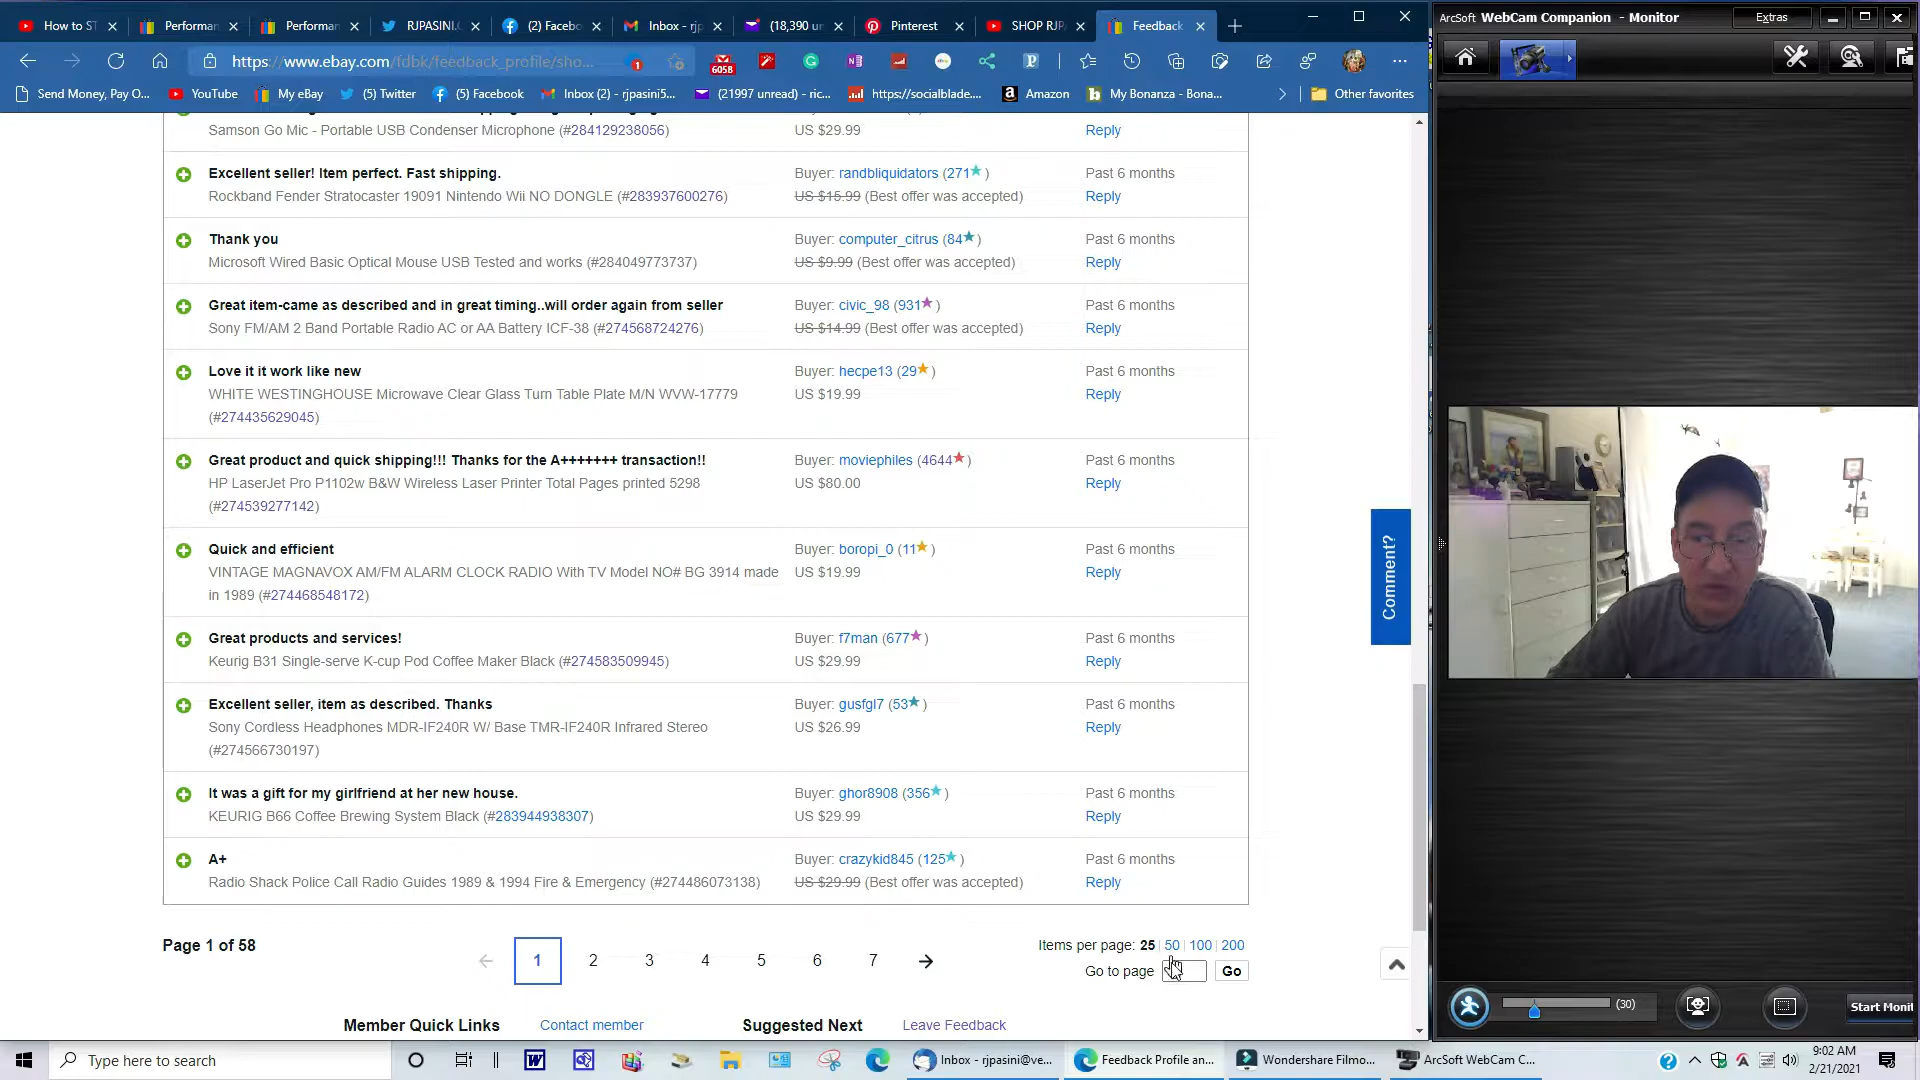 How to ST
Performan
Performan
RJPASINI.
(2) Facebo
Inbox - rj
(18,390 un
Pinterest
SHOP RJP
Feedback
ArcSoft WebCam Companion - Monitor
Extras
https://www.ebay.com/fdbk/feedback_profile/sho...
1
6058
Send Money, Pay O...
YouTube
My eBay
(5) Twitter
(5) Facebook
Inbox (2) - rjpasini5...
(21997 unread) - ric...
https://socialblade....
Amazon
My Bonanza - Bona...
Other favorites
Samson Go Mic - Portable USB Condenser Microphone (#284129238056)
US $29.99
Reply
Excellent seller! Item perfect. Fast shipping.
Buyer: randbliquidators (271)
Past 6 months
Rockband Fender Stratocaster 19091 Nintendo Wii NO DONGLE (#283937600276)
US $15.99 (Best offer was accepted)
Reply
Thank you
Buyer: computer_citrus (84)
Past 6 months
Microsoft Wired Basic Optical Mouse USB Tested and works (#284049773737)
US $9.99 (Best offer was accepted)
Reply
Great item-came as described and in great timing..will order again from seller
Buyer: civic_98 (931)
Past 6 months
Sony FM/AM 2 Band Portable Radio AC or AA Battery ICF-38 (#274568724276)
US $14.99 (Best offer was accepted)
Reply
Love it it work like new
Buyer: hecpe13 (29)
Past 6 months
WHITE WESTINGHOUSE Microwave Clear Glass Turn Table Plate M/N WVW-17779
(#274435629045)
US $19.99
Reply
Great product and quick shipping!!! Thanks for the A+++++++ transaction!!
Buyer: moviephiles (4644)
Past 6 months
HP LaserJet Pro P1102w B&W Wireless Laser Printer Total Pages printed 5298
(#274539277142)
US $80.00
Reply
Quick and efficient
Buyer: boropi_0 (11)
Past 6 months
VINTAGE MAGNAVOX AM/FM ALARM CLOCK RADIO With TV Model NO# BG 3914 made
in 1989 (#274468548172)
US $19.99
Reply
Great products and services!
Buyer: f7man (677)
Past 6 months
Keurig B31 Single-serve K-cup Pod Coffee Maker Black (#274583509945)
US $29.99
Reply
Excellent seller, item as described. Thanks
Buyer: gusfgl7 (53)
Past 6 months
Sony Cordless Headphones MDR-IF240R W/ Base TMR-IF240R Infrared Stereo
(#274566730197)
US $26.99
Reply
It was a gift for my girlfriend at her new house.
Buyer: ghor8908 (356)
Past 6 months
KEURIG B66 Coffee Brewing System Black (#283944938307)
US $29.99
Reply
A+
Buyer: crazykid845 (125)
Past 6 months
Radio Shack Police Call Radio Guides 1989 & 1994 Fire & Emergency (#274486073138)
US $29.99 (Best offer was accepted)
Reply
Comment?
Page 1 of 58
1 2 3 4 5 6 7
Items per page: 25 | 50 | 100 | 200
Go to page
Go
Member Quick Links
Contact member
Suggested Next
Leave Feedback
(30)
Start Monit
Type here to search
Inbox - rjpasini@ve...
Feedback Profile an...
Wondershare Filmo...
ArcSoft WebCam C...
9:02 AM
2/21/2021